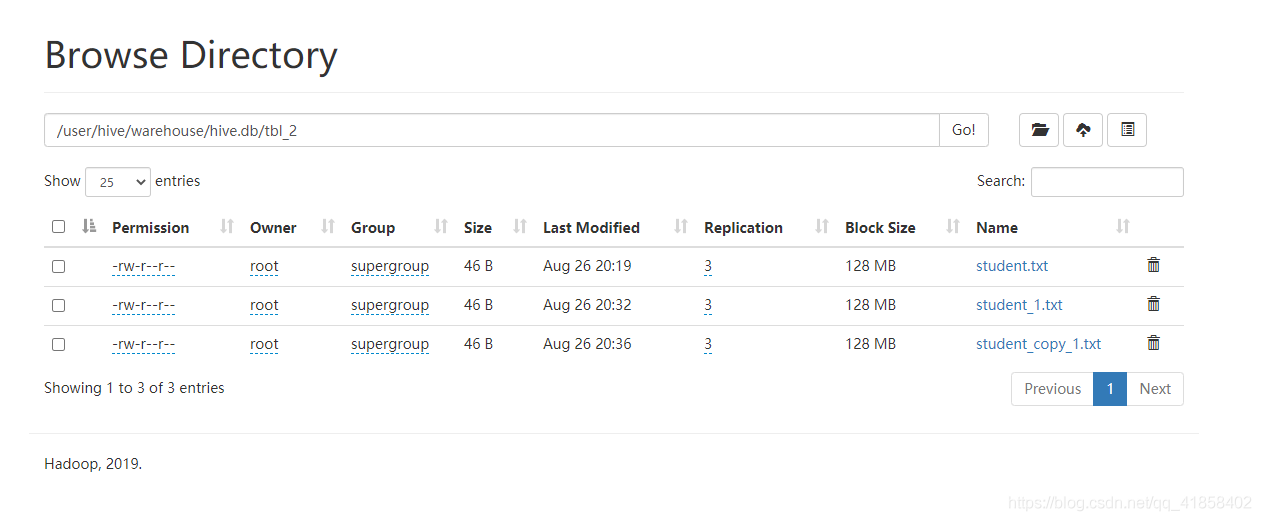 Browse Directory
/user/hive/warehouse/hive.db/tbl_2 Go!
Show 25 entries Search:
Permission Owner Group Size Last Modified Replication Block Size Name
-rw-r--r-- root supergroup 46 B Aug 26 20:19 3 128 MB student.txt
-rw-r--r-- root supergroup 46 B Aug 26 20:32 3 128 MB student_1.txt
-rw-r--r-- root supergroup 46 B Aug 26 20:36 3 128 MB student_copy_1.txt
Showing 1 to 3 of 3 entries Previous 1 Next
Hadoop, 2019.
https://blog.csdn.net/qq_41858402